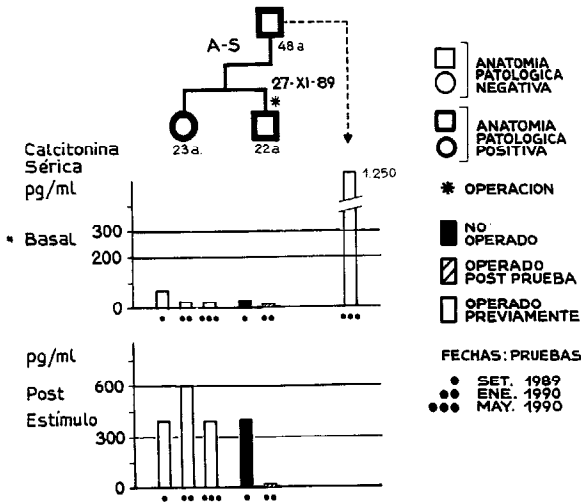 A-S
48a
27-XI-89
*
23a.
22a
Calcitonina
Sérica
pg/ml
1.250
* Basal
300
200
0
• •• ••• • •• •••
pg/ml
Post
Estímulo
600
300
0
• •• ••• • ••
ANATOMIA
PATOLOGICA
NEGATIVA
ANATOMIA
PATOLOGICA
POSITIVA
* OPERACION
NO
OPERADO
OPERADO
POST PRUEBA
OPERADO
PREVIAMENTE
FECHAS: PRUEBAS
• SET. 1989
•• ENE. 1990
••• MAY. 1990